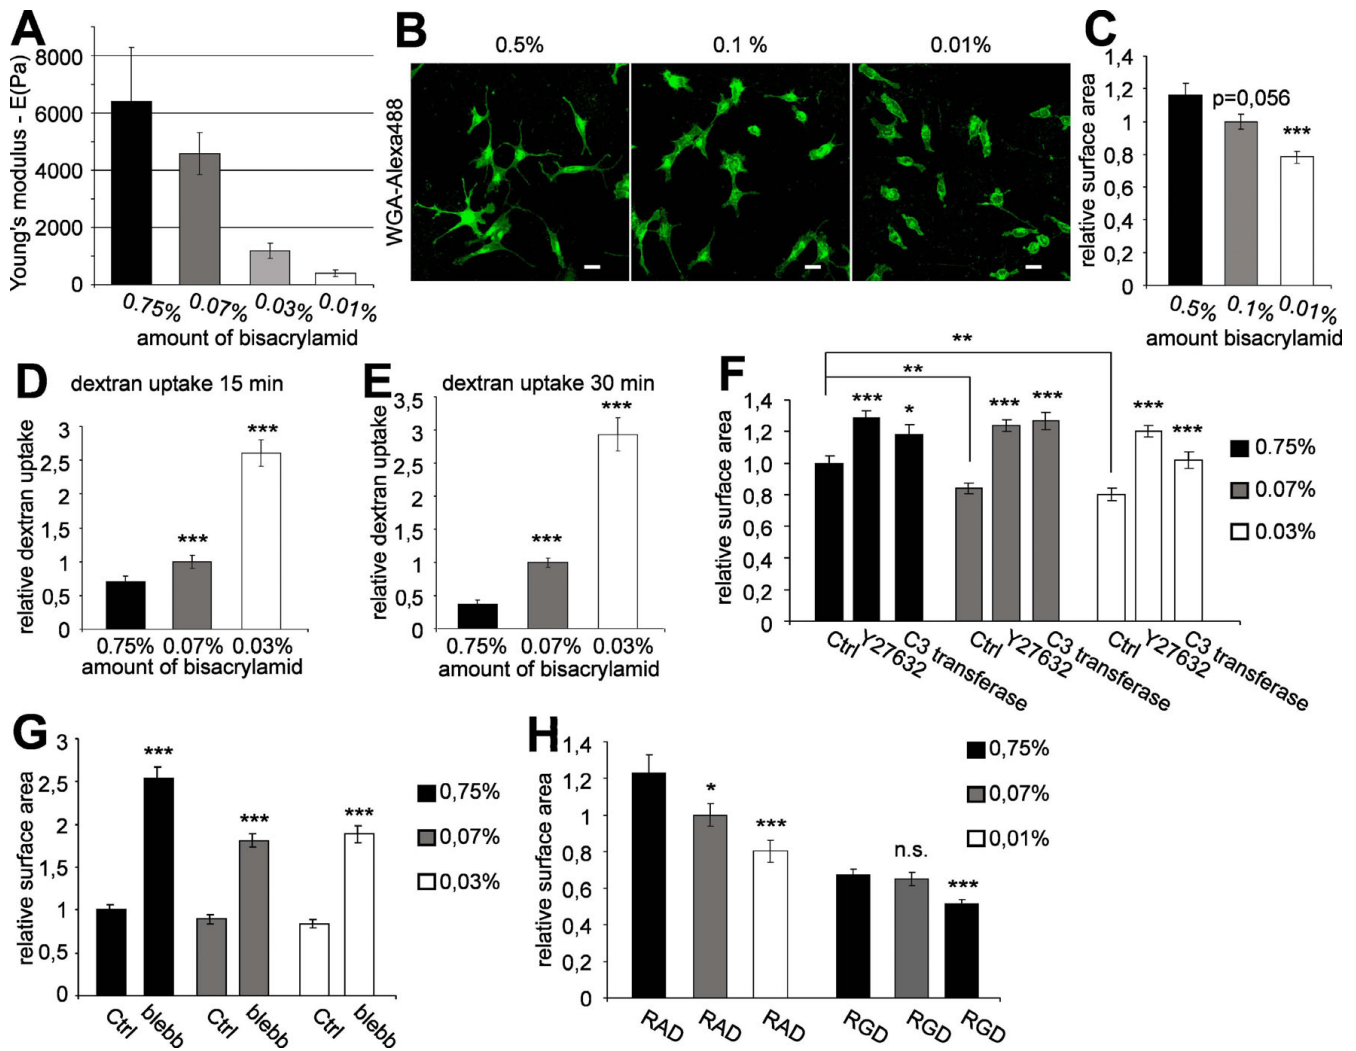 A
Young's modulus - E(Pa)
8000
6000
4000
2000
0
0.75% 0.07% 0.03% 0.01%
amount of bisacrylamid
B
0.5% 0.1 % 0.01%
WGA-Alexa488
C
relative surface area
1,4
1.2
1
0,8
0,6
0,4
0,2
0
p=0,056
***
0.5% 0.1% 0.01%
amount bisacrylamid
D
dextran uptake 15 min
relative dextran uptake
3
2,5
2
1,5
1
0,5
0
***
***
0.75% 0.07% 0.03%
amount of bisacrylamid
E
dextran uptake 30 min
relative dextran uptake
3,5
3
2,5
2
1,5
1
0,5
0
***
***
0.75% 0.07% 0.03%
amount of bisacrylamid
F
relative surface area
1,4
1.2
1,0
0,8
0,6
0,4
0,2
0
**
**
*** * *** *** *** ***
Ctrl Y27632 C3 transferase Ctrl Y27632 C3 transferase Ctrl Y27632 C3 transferase
0.75%
0.07%
0.03%
G
relative surface area
3
2,5
2
1,5
1
0,5
0
*** *** ***
Ctrl blebb Ctrl blebb Ctrl blebb
0,75%
0,07%
0,03%
H
relative surface area
1,4
1.2
1
0,8
0,6
0,4
0,2
0
* *** n.s. ***
RAD RAD RAD RGD RGD RGD
0,75%
0,07%
0,01%